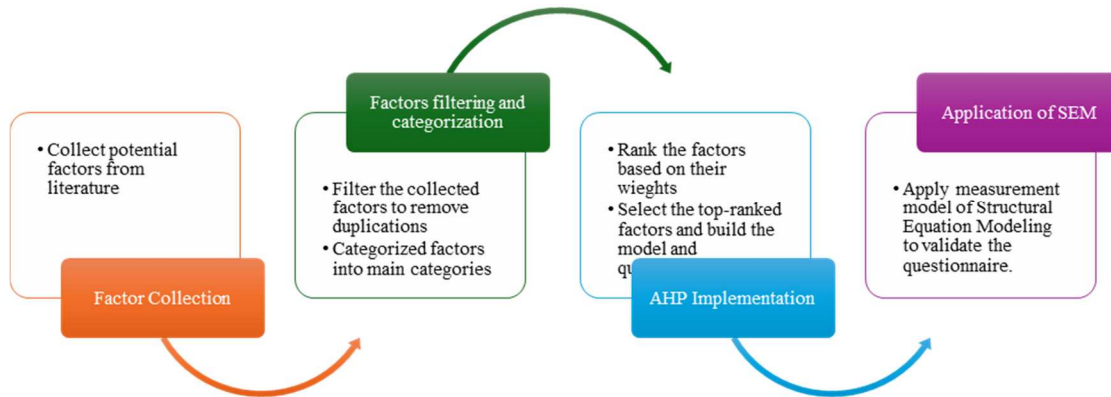 • Collect potential
factors from
literature
Factor Collection
Factors filtering and
categorization
• Filter the collected
factors to remove
duplications
• Categorized factors
into main categories
• Rank the factors
based on their
wieghts
• Select the top-ranked
factors and build the
model and
AHP Implementation
Application of SEM
• Apply measurement
model of Structural
Equation Modeling
to validate the
questionnaire.